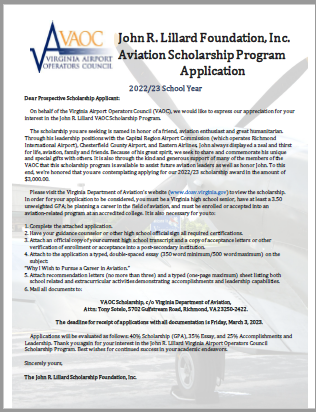 VAOC
VIRGINIA AIRPORT
OPERATORS COUNCIL
John R. Lillard Foundation, Inc.
Aviation Scholarship Program
Application
2022/23 School Year
Dear Prospective Scholarship Applicant:
On behalf of the Virginia Airport Operators Council (VAOC), we would like to express our appreciation for your
interest in the John R. Lillard VAOC Scholarship Program.
The scholarship you are seeking is named in honor of a friend, aviation enthusiast and great humanitarian.
Through his leadership positions with the Capital Region Airport Commission (which operates Richmond
International Airport), Chesterfield County Airport, and Eastern Airlines, John always displayed a zeal and thirst
for life, aviation, family and friends. Because of his great spirit, we seek to share and commemorate his unique
and special gifts with others. It is also through the kind and generous support of many of the members of the
VAOC that this scholarship program is available to assist future aviation leaders as well as honor John. To this
end, we're honored that you are contemplating applying for our 2022/23 scholarship award in the amount of
$3,000.00.
Please visit the Virginia Department of Aviation's website (www.doav.virginia.gov) to view the scholarship.
In order for your application to be considered, you must be a Virginia high school senior, have at least a 3.50
unweighted GPA; be planning a career in the field of aviation, and must be enrolled or accepted into an
aviation-related program at an accredited college. It is also necessary for you to:
1. Complete the attached application.
2. Have your guidance counselor or other high school official sign all required certifications.
3. Attach an official copy of your current high school transcript and a copy of acceptance letters or other
verification of enrollment or acceptance into a post-secondary institution.
4. Attach to the application a typed, double-spaced essay (350 word minimum/500 word maximum) on the
subject:
"Why I Wish to Pursue a Career in Aviation."
5. Attach recommendation letters (no more than three) and a typed (one-page maximum) sheet listing both
school related and extracurricular activities demonstrating accomplishments and leadership capabilities.
6. Mail all documents to:
VAOC Scholarship, c/o Virginia Department of Aviation,
Attn: Tony Sotelo, 5702 Gulfstream Road, Richmond, VA 23250-2422.
The deadline for receipt of applications with all documentation is Friday, March 3, 2023.
Applications will be evaluated as follows: 40% Scholarship (GPA), 35% Essay, and 25% Accomplishments and
Leadership. Thank you again for your interest in the John R. Lillard Virginia Airport Operators Council
Scholarship Program. Best wishes for continued success in your academic endeavors.
Sincerely yours,
The John R. Lillard Scholarship Foundation, Inc.